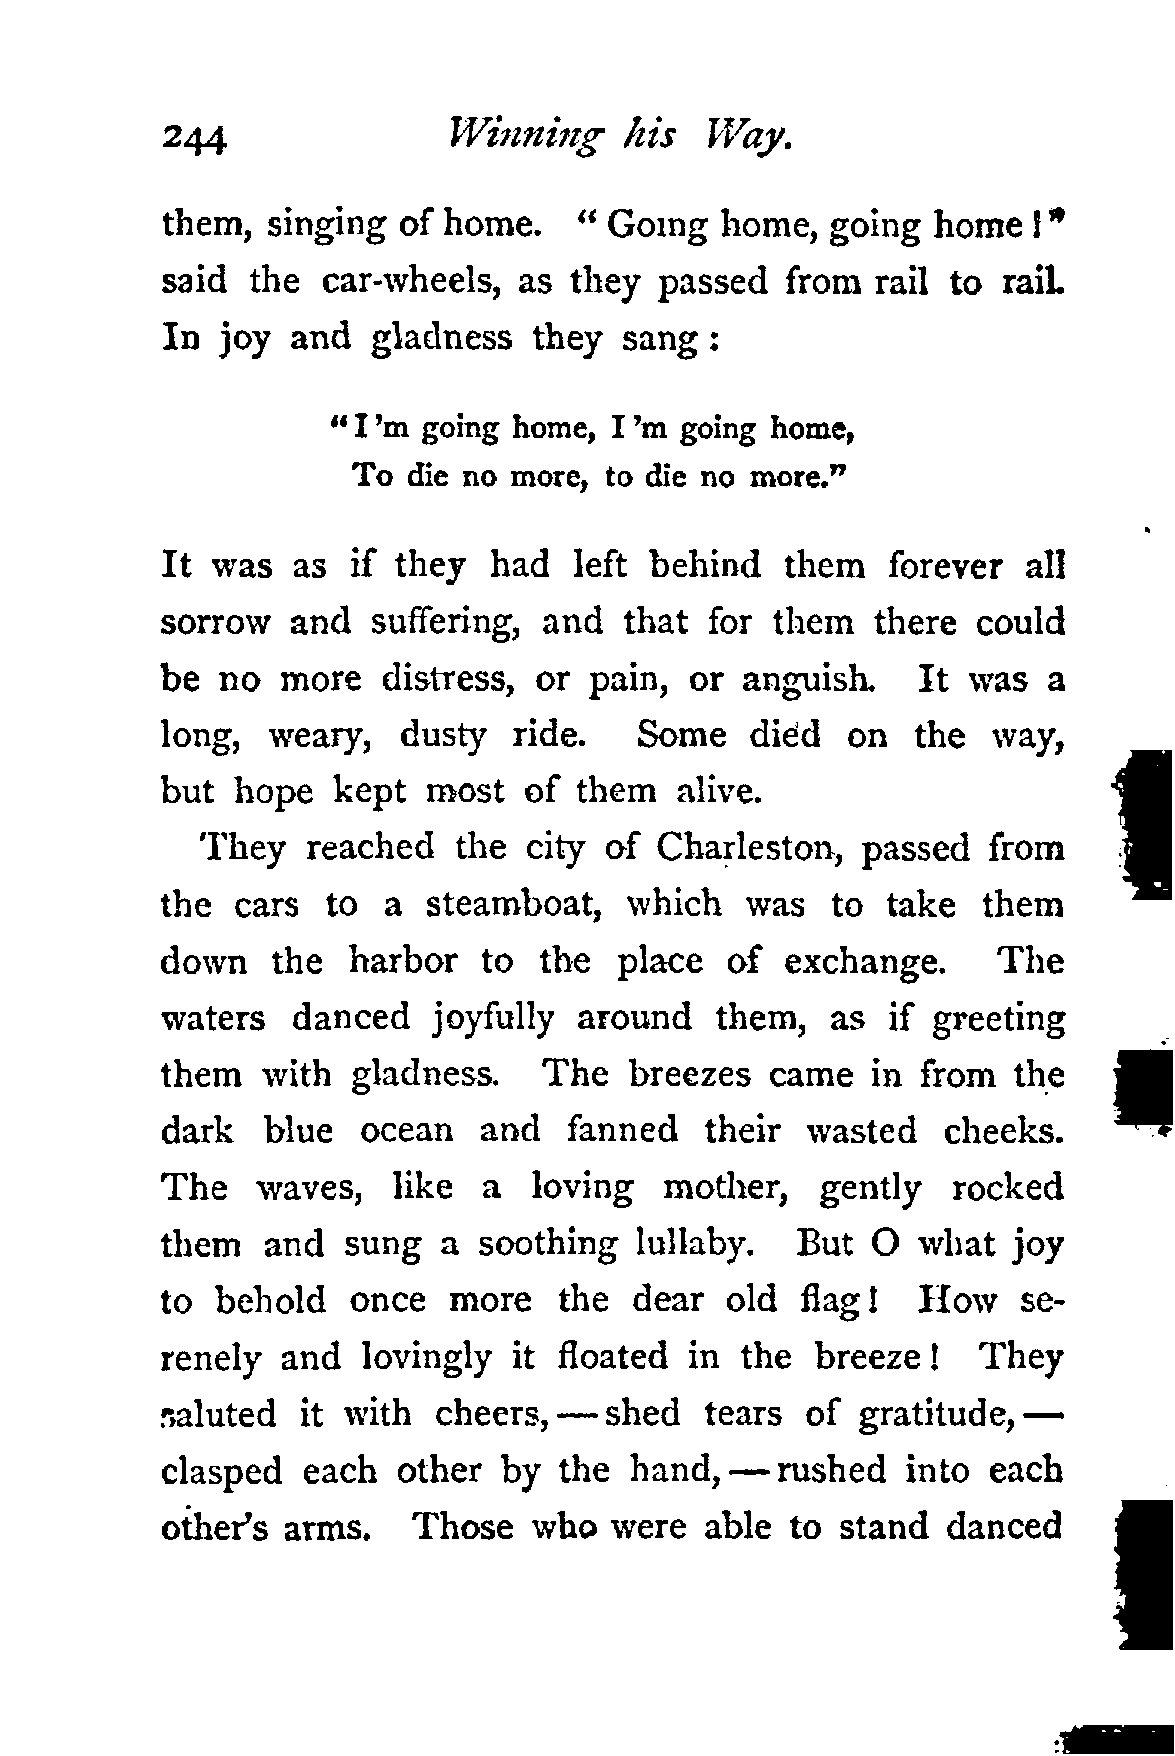 244 Winning his Way.
them, singing of home. " Going home, going home !"
said the car-wheels, as they passed from rail to rail.
In joy and gladness they sang :
"I'm going home, I'm going home,
To die no more, to die no more."
It was as if they had left behind them forever all
sorrow and suffering, and that for them there could
be no more distress, or pain, or anguish. It was a
long, weary, dusty ride. Some died on the way,
but hope kept most of them alive.
They reached the city of Charleston, passed from
the cars to a steamboat, which was to take them
down the harbor to the place of exchange. The
waters danced joyfully around them, as if greeting
them with gladness. The breezes came in from the
dark blue ocean and fanned their wasted cheeks.
The waves, like a loving mother, gently rocked
them and sung a soothing lullaby. But O what joy
to behold once more the dear old flag! How se-
renely and lovingly it floated in the breeze! They
saluted it with cheers, — shed tears of gratitude, —
clasped each other by the hand, — rushed into each
other's arms. Those who were able to stand danced